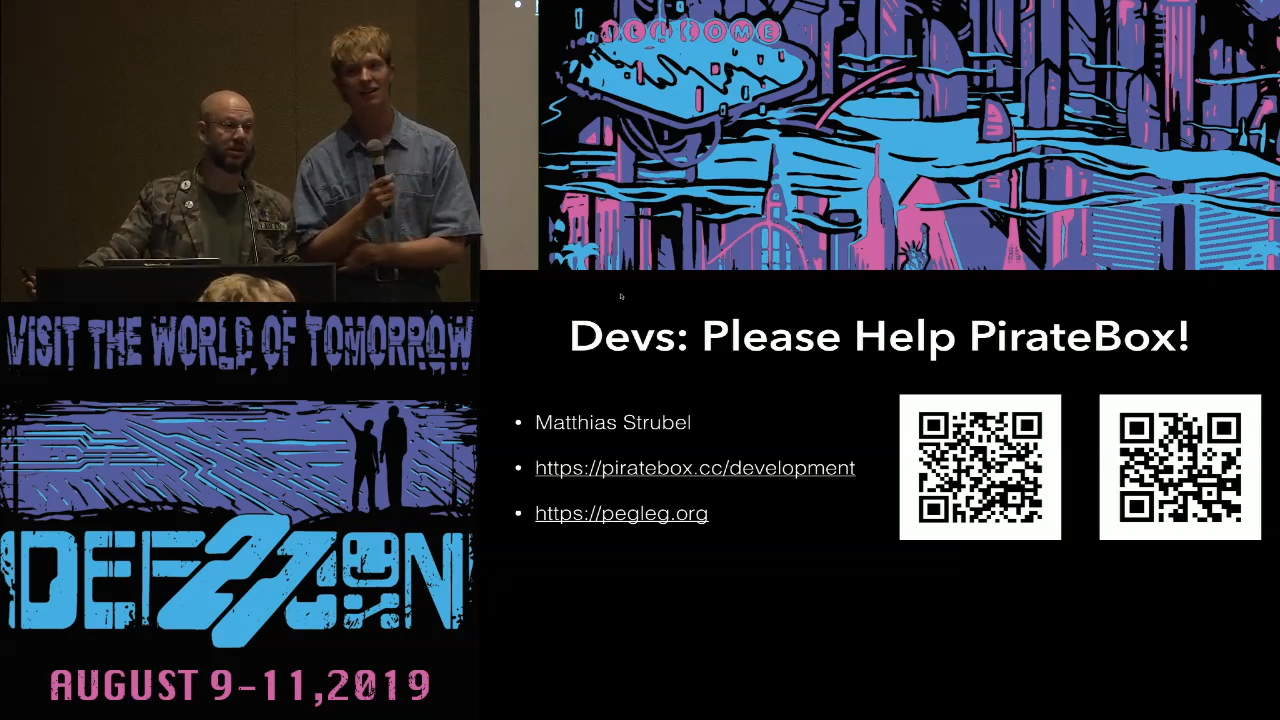 WELCOME
Devs: Please Help PirateBox!
• Matthias Strubel
• https://piratebox.cc/development
• https://pegleg.org
VISIT THE WORLD OF TOMORROW
DEF 27 CON
AUGUST 9-11,2019